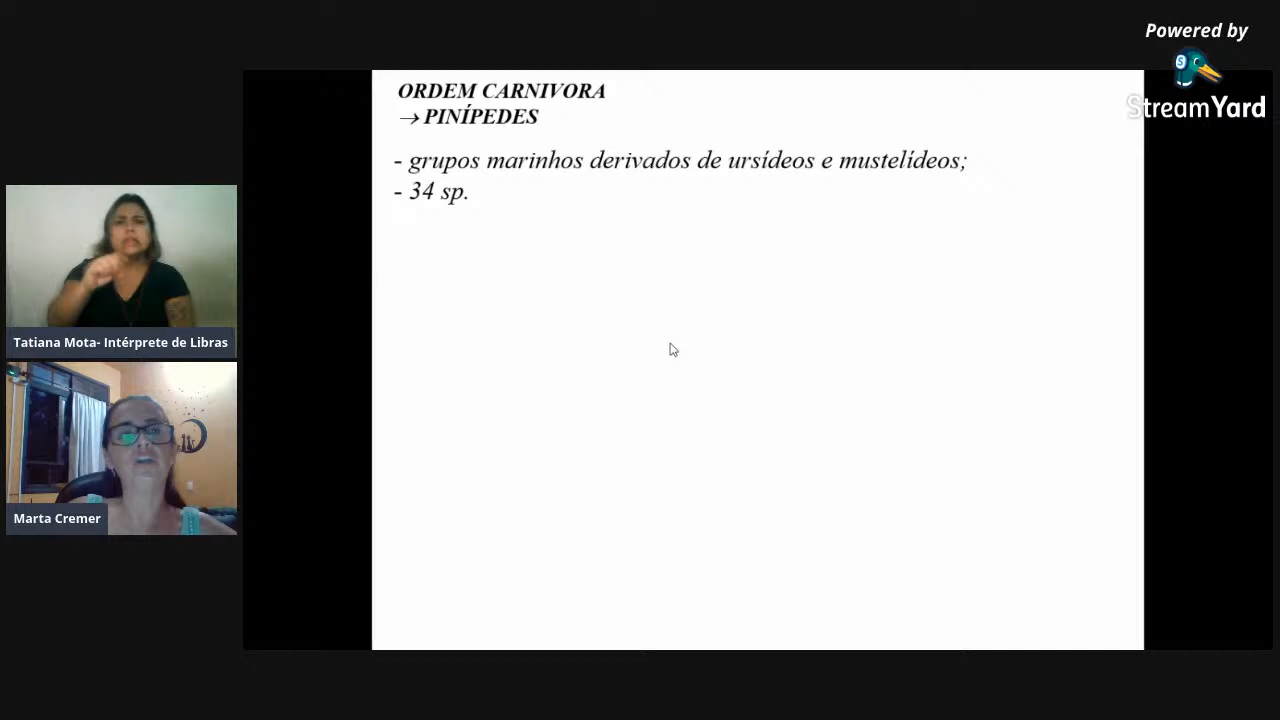 Powered by
StreamYard
ORDEM CARNIVORA
→ PINÍPEDES
- grupos marinhos derivados de ursídeos e mustelídeos;
- 34 sp.
Tatiana Mota- Intérprete de Libras
Marta Cremer